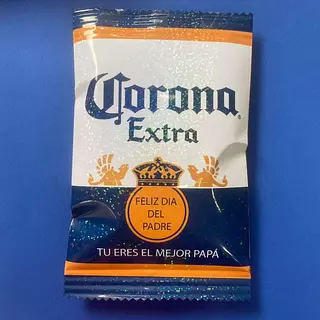 Corona
Extra
FELIZ DIA
DEL
PADRE
TU ERES EL MEJOR PAPÁ